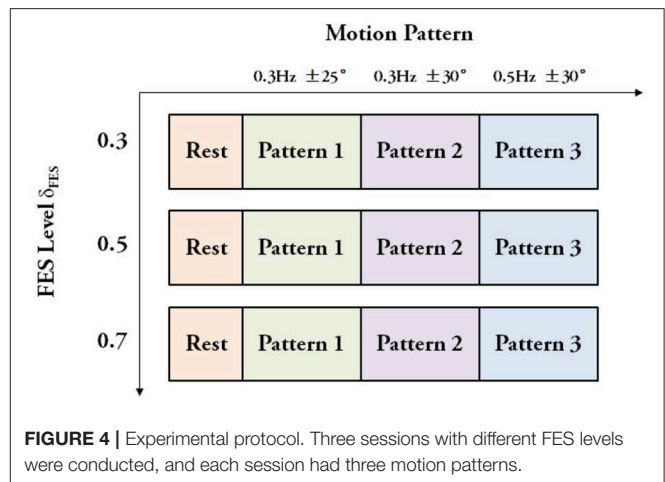 Motion Pattern
0.3Hz ±25° 0.3Hz ±30° 0.5Hz ±30°
FES Level δFES
0.3 Rest Pattern 1 Pattern 2 Pattern 3
0.5 Rest Pattern 1 Pattern 2 Pattern 3
0.7 Rest Pattern 1 Pattern 2 Pattern 3
FIGURE 4 | Experimental protocol. Three sessions with different FES levels
were conducted, and each session had three motion patterns.